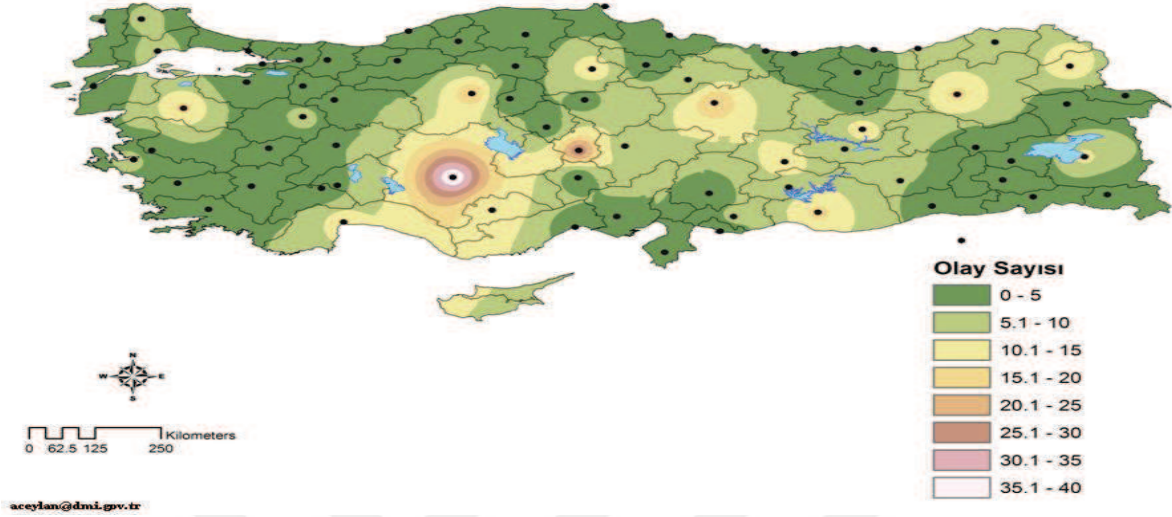 Olay Sayısı
0 - 5
5.1 - 10
10.1 - 15
15.1 - 20
20.1 - 25
25.1 - 30
30.1 - 35
35.1 - 40
N
W E
S
Kilometers
0 62.5 125 250
aceylan@dmi.gov.tr